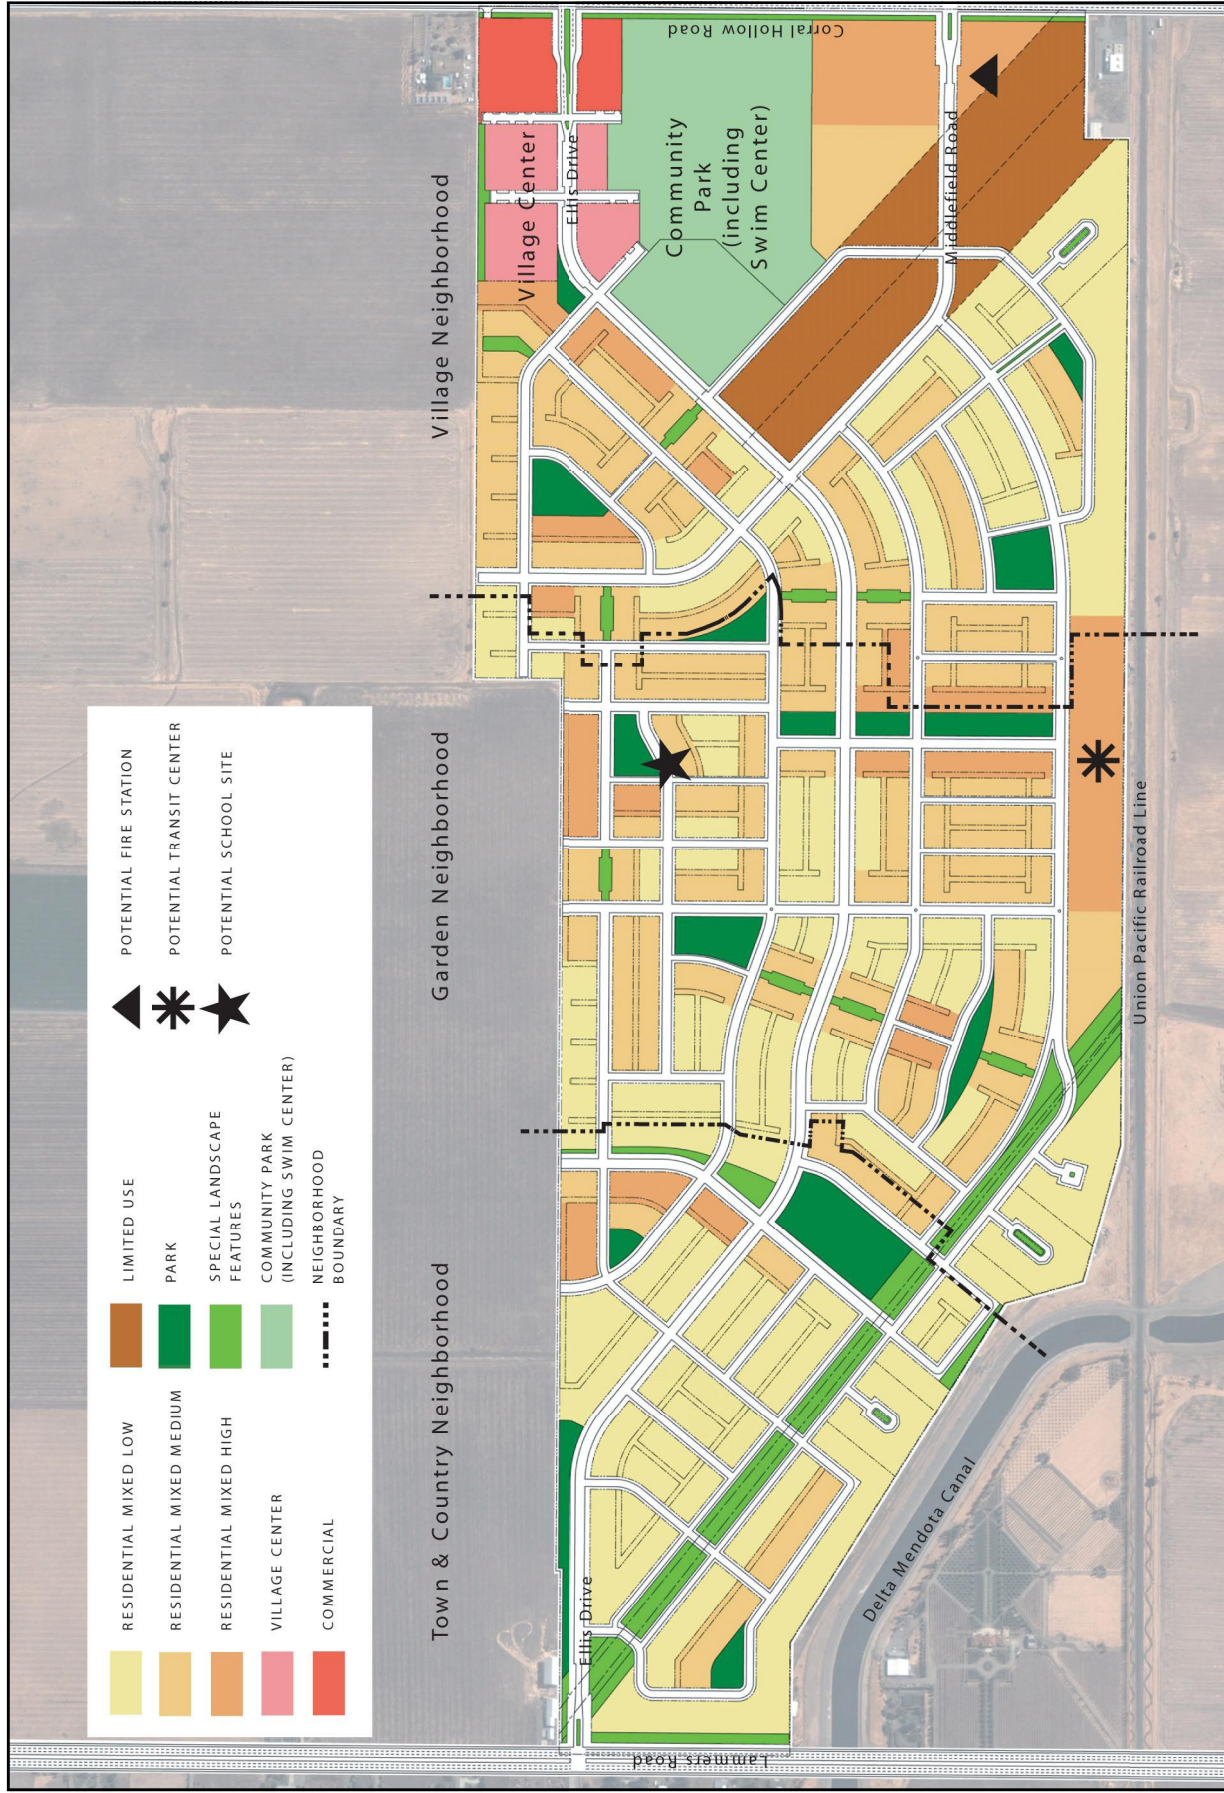 RESIDENTIAL MIXED LOW
RESIDENTIAL MIXED MEDIUM
RESIDENTIAL MIXED HIGH
VILLAGE CENTER
COMMERCIAL
LIMITED USE
PARK
SPECIAL LANDSCAPE
FEATURES
COMMUNITY PARK
(INCLUDING SWIM CENTER)
NEIGHBORHOOD
BOUNDARY
POTENTIAL FIRE STATION
POTENTIAL TRANSIT CENTER
POTENTIAL SCHOOL SITE
Town & Country Neighborhood
Garden Neighborhood
Village Neighborhood
Village Center
Ellis Drive
Community
Park
(including
Swim Center)
Corral Hollow Road
Middlefield Road
Ellis Drive
Lammers Road
Delta Mendota Canal
Union Pacific Railroad Line